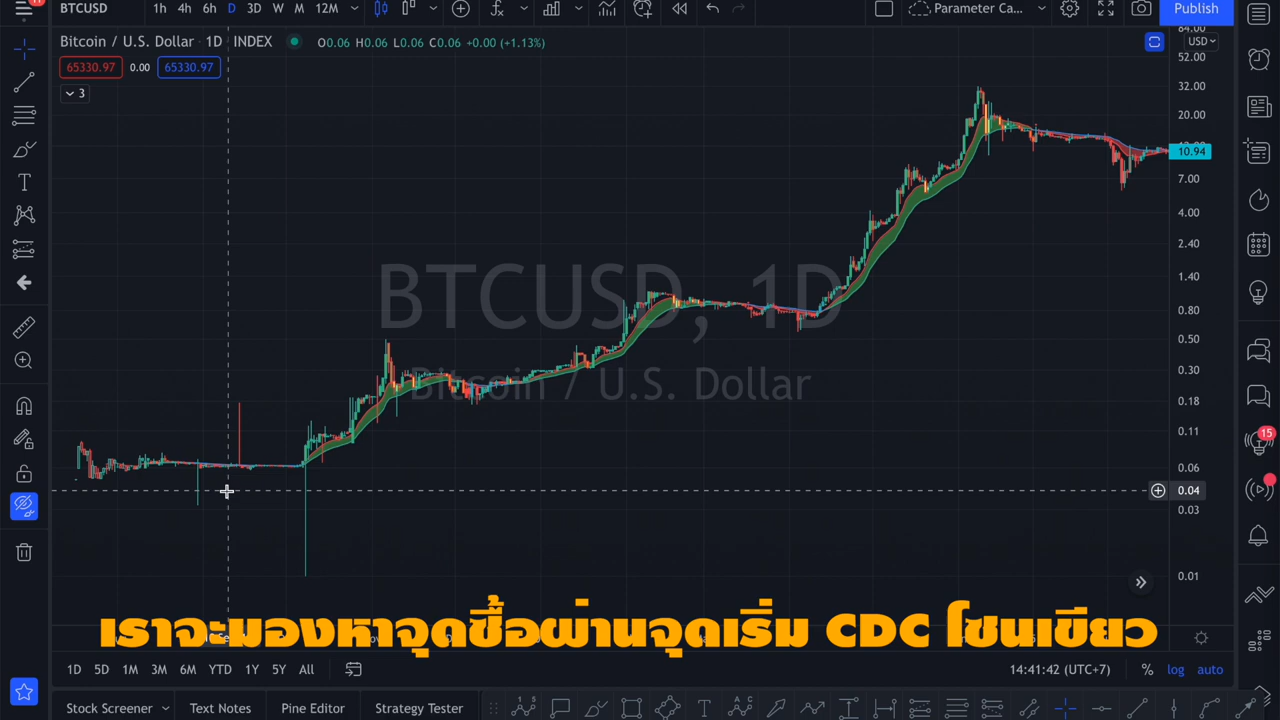 11
BTCUSD
1h 4h 6h D 3D W M 12M
Parameter Ca...
Publish
Bitcoin / U.S. Dollar · 1D INDEX
O0.06 H0.06 L0.06 C0.06 +0.00 (+1.13%)
USD
65330.97 0.00 65330.97
3
84.00
52.00
32.00
20.00
10.94
7.00
4.00
2.40
1.40
0.80
0.50
0.30
0.18
0.11
0.06
0.04
0.03
0.01
BTCUSD, 1D
Bitcoin / U.S. Dollar
15
เราจะมองหาจุดซื้อผ่านจุดเริ่ม CDC โซนเขียว
1D 5D 1M 3M 6M YTD 1Y 5Y All
14:41:42 (UTC+7) % log auto
Stock Screener Text Notes Pine Editor Strategy Tester